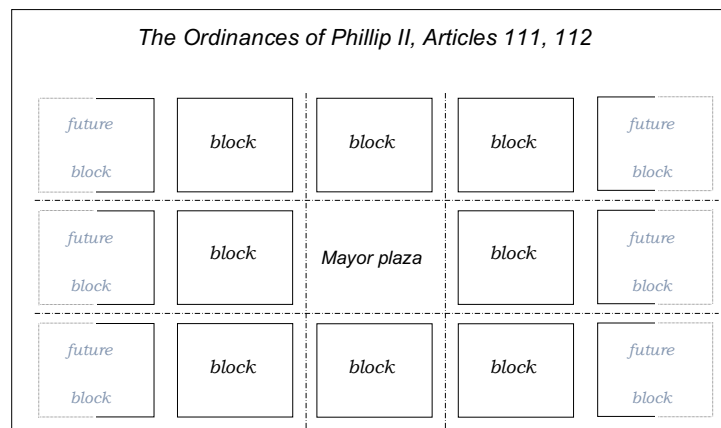 The Ordinances of Phillip II, Articles 111, 112
future block
block
block
block
future block
future block
block
Mayor plaza
block
future block
future block
block
block
block
future block